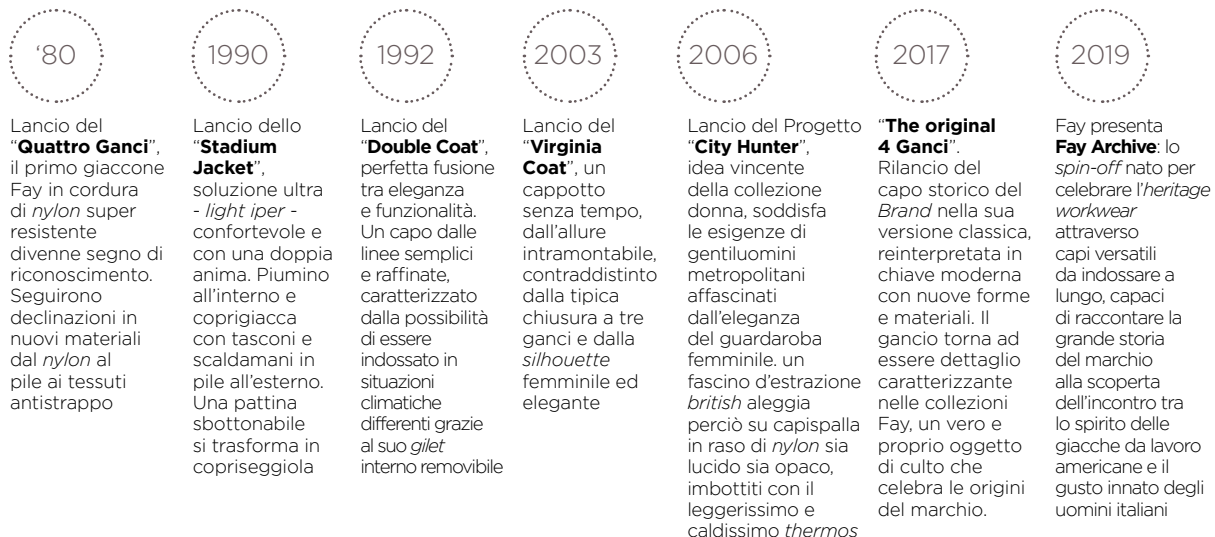 ‘80
Lancio del
“Quattro Ganci”,
il primo giaccone
Fay in cordura
di nylon super
resistente
divenne segno di
riconoscimento.
Seguirono
declinazioni in
nuovi materiali
dal nylon al
pile ai tessuti
antistrappo
1990
Lancio dello
“Stadium
Jacket”,
soluzione ultra
- light iper -
confortevole e
con una doppia
anima. Piumino
all’interno e
coprigiacca
con tasconi e
scaldamani in
pile all’esterno.
Una pattina
sbottonabile
si trasforma in
copriseggiola
1992
Lancio del
“Double Coat”,
perfetta fusione
tra eleganza
e funzionalità.
Un capo dalle
linee semplici
e raffinate,
caratterizzato
dalla possibilità
di essere
indossato in
situazioni
climatiche
differenti grazie
al suo gilet
interno removibile
2003
Lancio del
“Virginia
Coat”, un
cappotto
senza tempo,
dall’allure
intramontabile,
contraddistinto
dalla tipica
chiusura a tre
ganci e dalla
silhouette
femminile ed
elegante
2006
Lancio del Progetto
“City Hunter”,
idea vincente
della collezione
donna, soddisfa
le esigenze di
gentiluomini
metropolitani
affascinati
dall’eleganza
del guardaroba
femminile. un
fascino d’estrazione
british aleggia
perciò su capispalla
in raso di nylon sia
lucido sia opaco,
imbottiti con il
leggerissimo e
caldissimo thermos
2017
“The original
4 Ganci”.
Rilancio del
capo storico del
Brand nella sua
versione classica,
reinterpretata in
chiave moderna
con nuove forme
e materiali. Il
gancio torna ad
essere dettaglio
caratterizzante
nelle collezioni
Fay, un vero e
proprio oggetto
di culto che
celebra le origini
del marchio.
2019
Fay presenta
Fay Archive: lo
spin-off nato per
celebrare l’heritage
workwear
attraverso
capi versatili
da indossare a
lungo, capaci
di raccontare la
grande storia
del marchio
alla scoperta
dell’incontro tra
lo spirito delle
giacche da lavoro
americane e il
gusto innato degli
uomini italiani